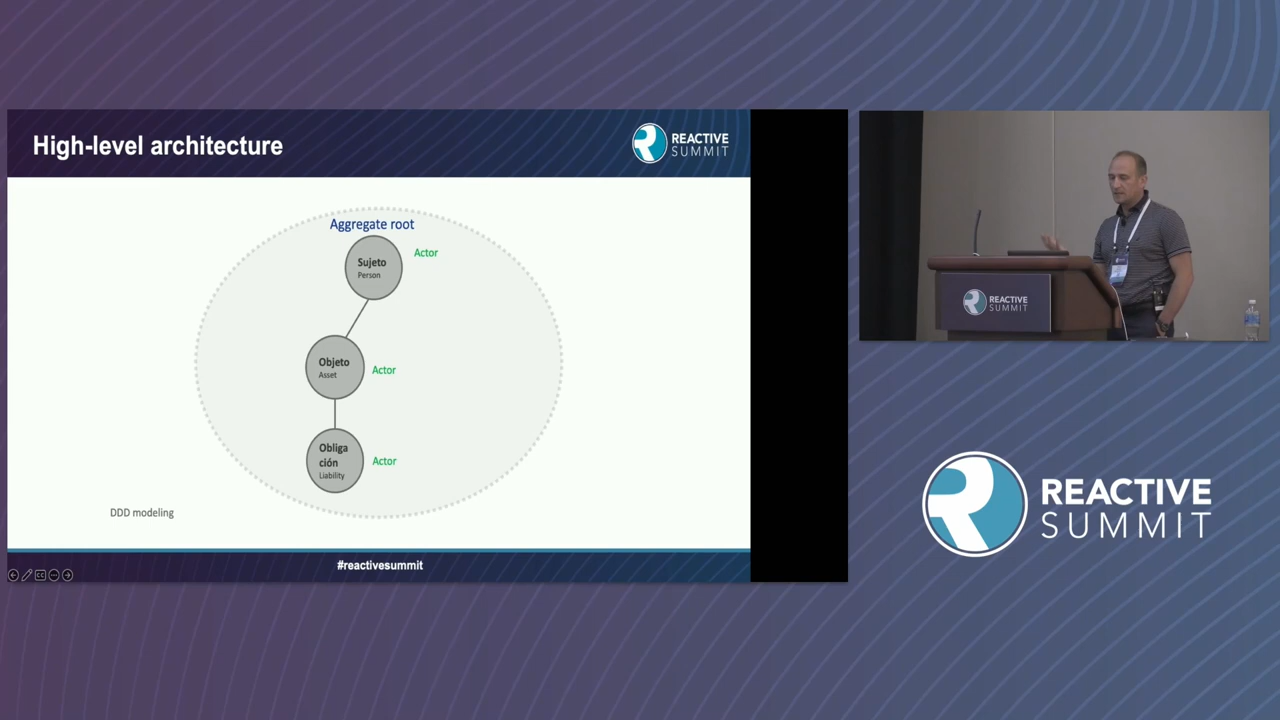 High-level architecture
REACTIVE
SUMMIT
Aggregate root
Sujeto
Person
Actor
Objeto
Asset
Actor
Obliga
ción
Liability
Actor
DDD modeling
#reactivesummit
REACTIVE
SUMMIT
REACTIVE
SUMMIT